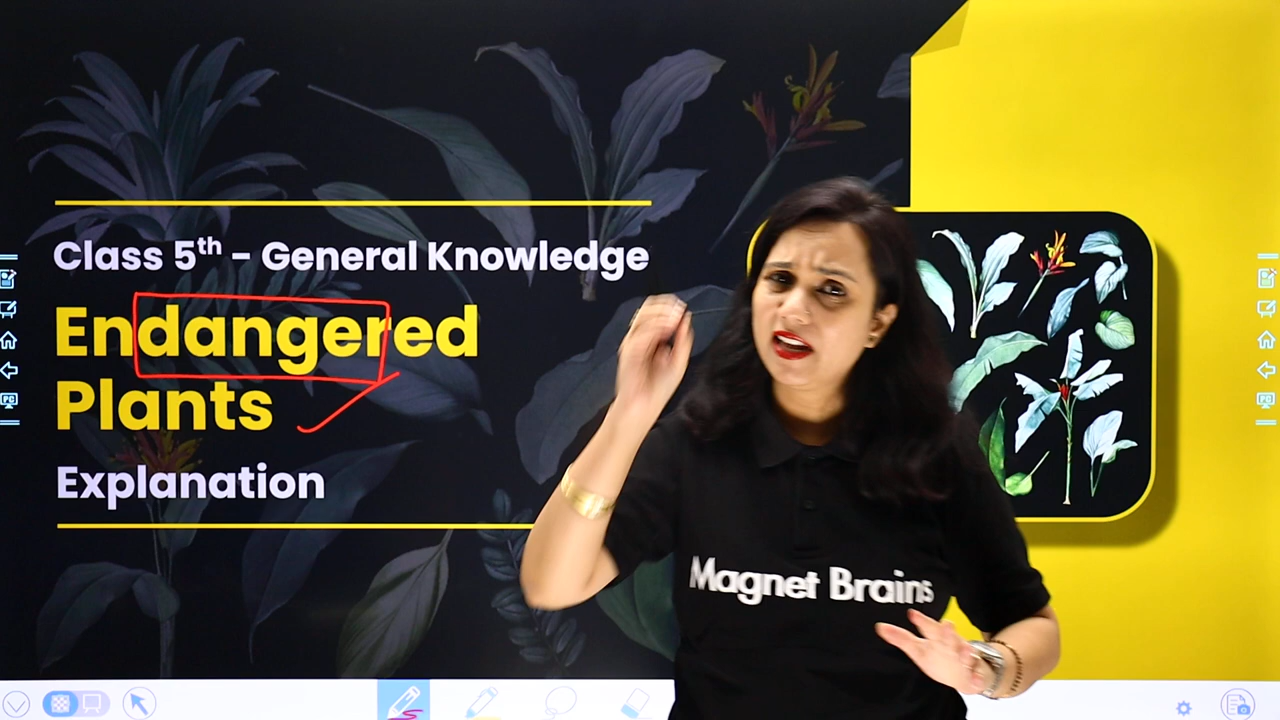 Class 5th - General Knowledge
Endangered
Plants
Explanation
Magnet Brains